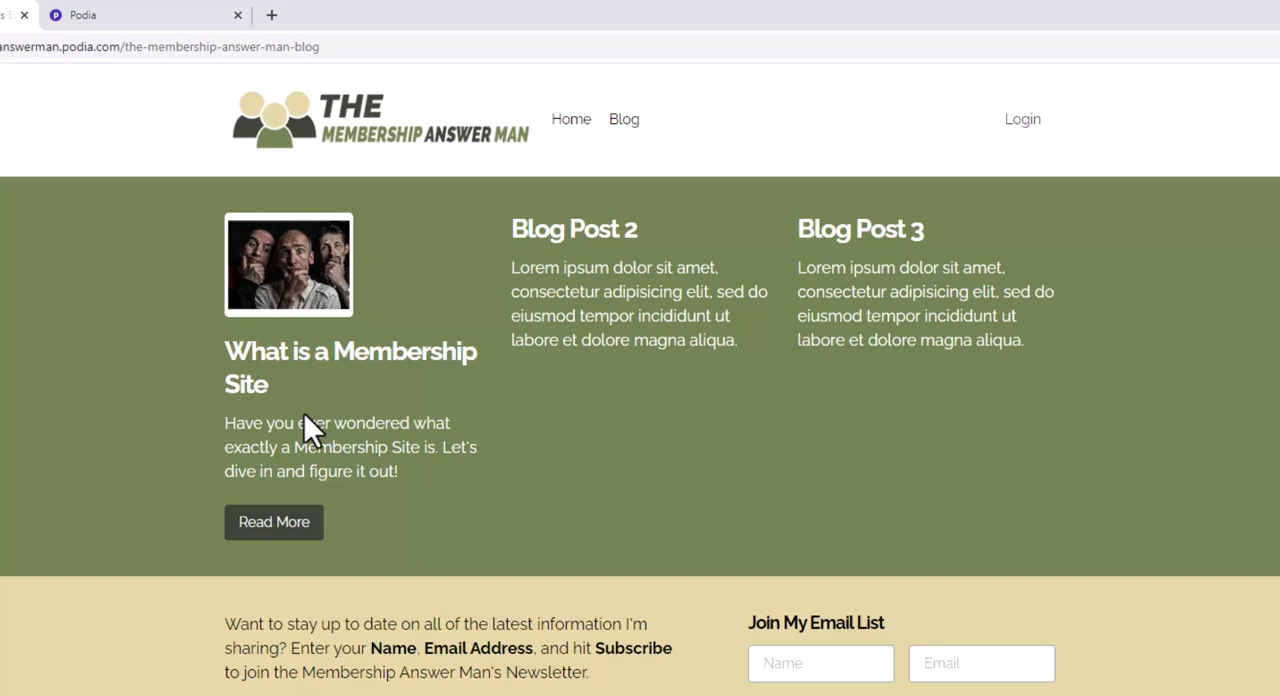 Podia
answerman.podia.com/the-membership-answer-man-blog
THE
MEMBERSHIP ANSWER MAN
Home
Blog
Login
What is a Membership
Site
Have you ever wondered what
exactly a Membership Site is. Let's
dive in and figure it out!
Read More
Blog Post 2
Lorem ipsum dolor sit amet,
consectetur adipisicing elit, sed do
eiusmod tempor incididunt ut
labore et dolore magna aliqua.
Blog Post 3
Lorem ipsum dolor sit amet,
consectetur adipisicing elit, sed do
eiusmod tempor incididunt ut
labore et dolore magna aliqua.
Want to stay up to date on all of the latest information I'm
sharing? Enter your Name, Email Address, and hit Subscribe
to join the Membership Answer Man's Newsletter.
Join My Email List
Name
Email